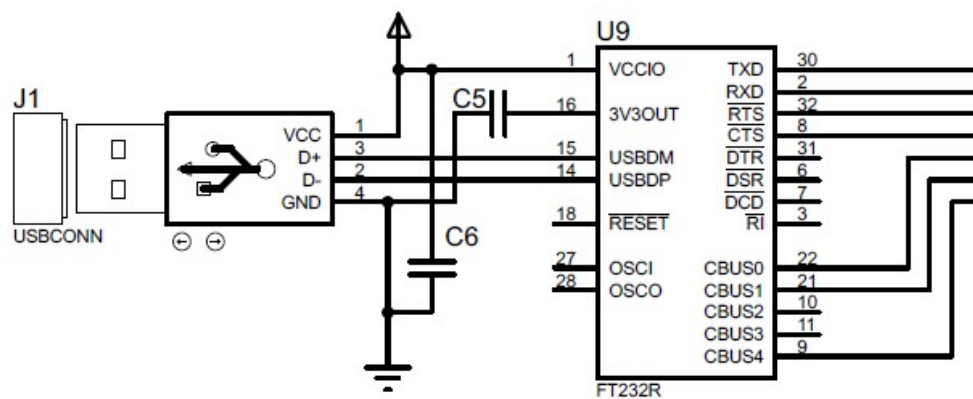 U9
J1
USBCONN
VCC 1
D+ 3
D- 2
GND 4
C5
C6
1 VCCIO TXD 30
RXD 2
16 3V3OUT RTS 32
CTS 8
15 USBDM DTR 31
14 USBDP DSR 6
DCD 7
18 RESET RI 3
27 OSCI CBUS0 22
28 OSCO CBUS1 21
CBUS2 10
CBUS3 11
CBUS4 9
FT232R